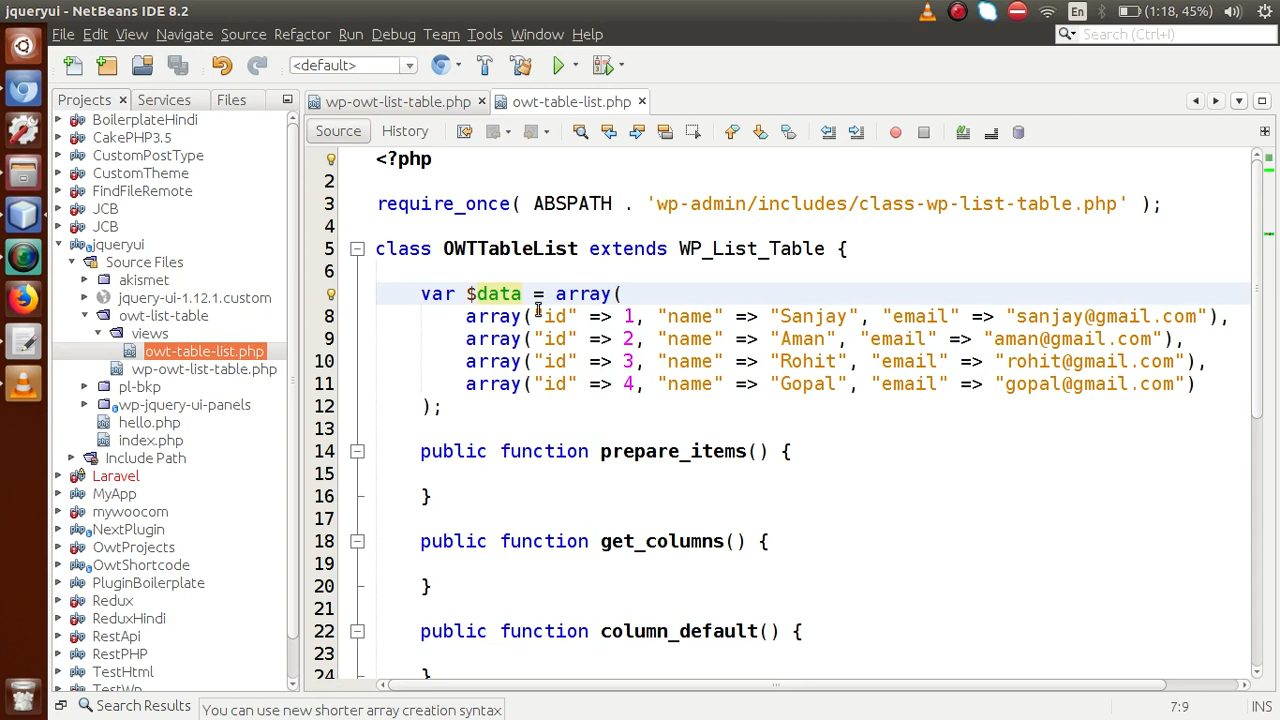 jqueryui - NetBeans IDE 8.2
En
(1:18, 45%)
File Edit View Navigate Source Refactor Run Debug Team Tools Window Help
Search (Ctrl+I)
<default>
Projects Services Files
wp-owt-list-table.php owt-table-list.php
Source History
BoilerplateHindi
CakePHP3.5
CustomPostType
CustomTheme
FindFileRemote
JCB
JCB
jqueryui
Source Files
akismet
jquery-ui-1.12.1.custom
owt-list-table
views
owt-table-list.php
wp-owt-list-table.php
pl-bkp
wp-jquery-ui-panels
hello.php
index.php
Include Path
Laravel
MyApp
mywoocom
NextPlugin
OwtProjects
OwtShortcode
PluginBoilerplate
Redux
ReduxHindi
RestApi
RestPHP
TestHtml
TestWp
<?php
2
3 require_once( ABSPATH . 'wp-admin/includes/class-wp-list-table.php' );
4
5 class OWTTableList extends WP_List_Table {
6
var $data = array(
8 array("id" => 1, "name" => "Sanjay", "email" => "sanjay@gmail.com"),
9 array("id" => 2, "name" => "Aman", "email" => "aman@gmail.com"),
10 array("id" => 3, "name" => "Rohit", "email" => "rohit@gmail.com"),
11 array("id" => 4, "name" => "Gopal", "email" => "gopal@gmail.com")
12 );
13
14 public function prepare_items() {
15
16 }
17
18 public function get_columns() {
19
20 }
21
22 public function column_default() {
23
24 }
Search Results
You can use new shorter array creation syntax
7:9
INS